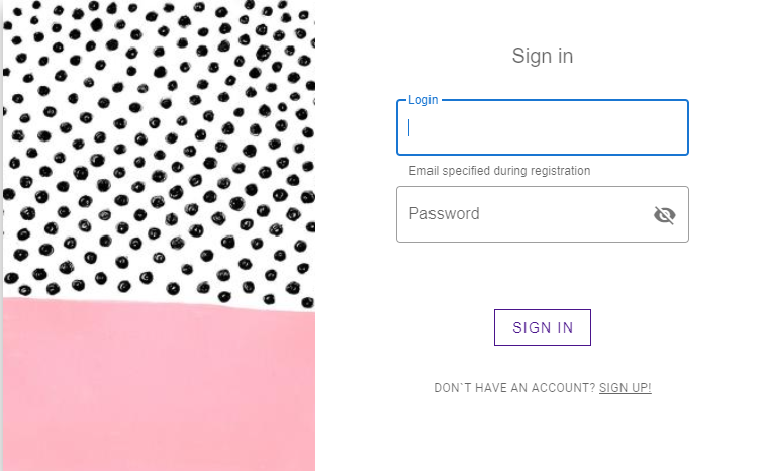 Sign in
Login
Email specified during registration
Password
SIGN IN
DON`T HAVE AN ACCOUNT? SIGN UP!